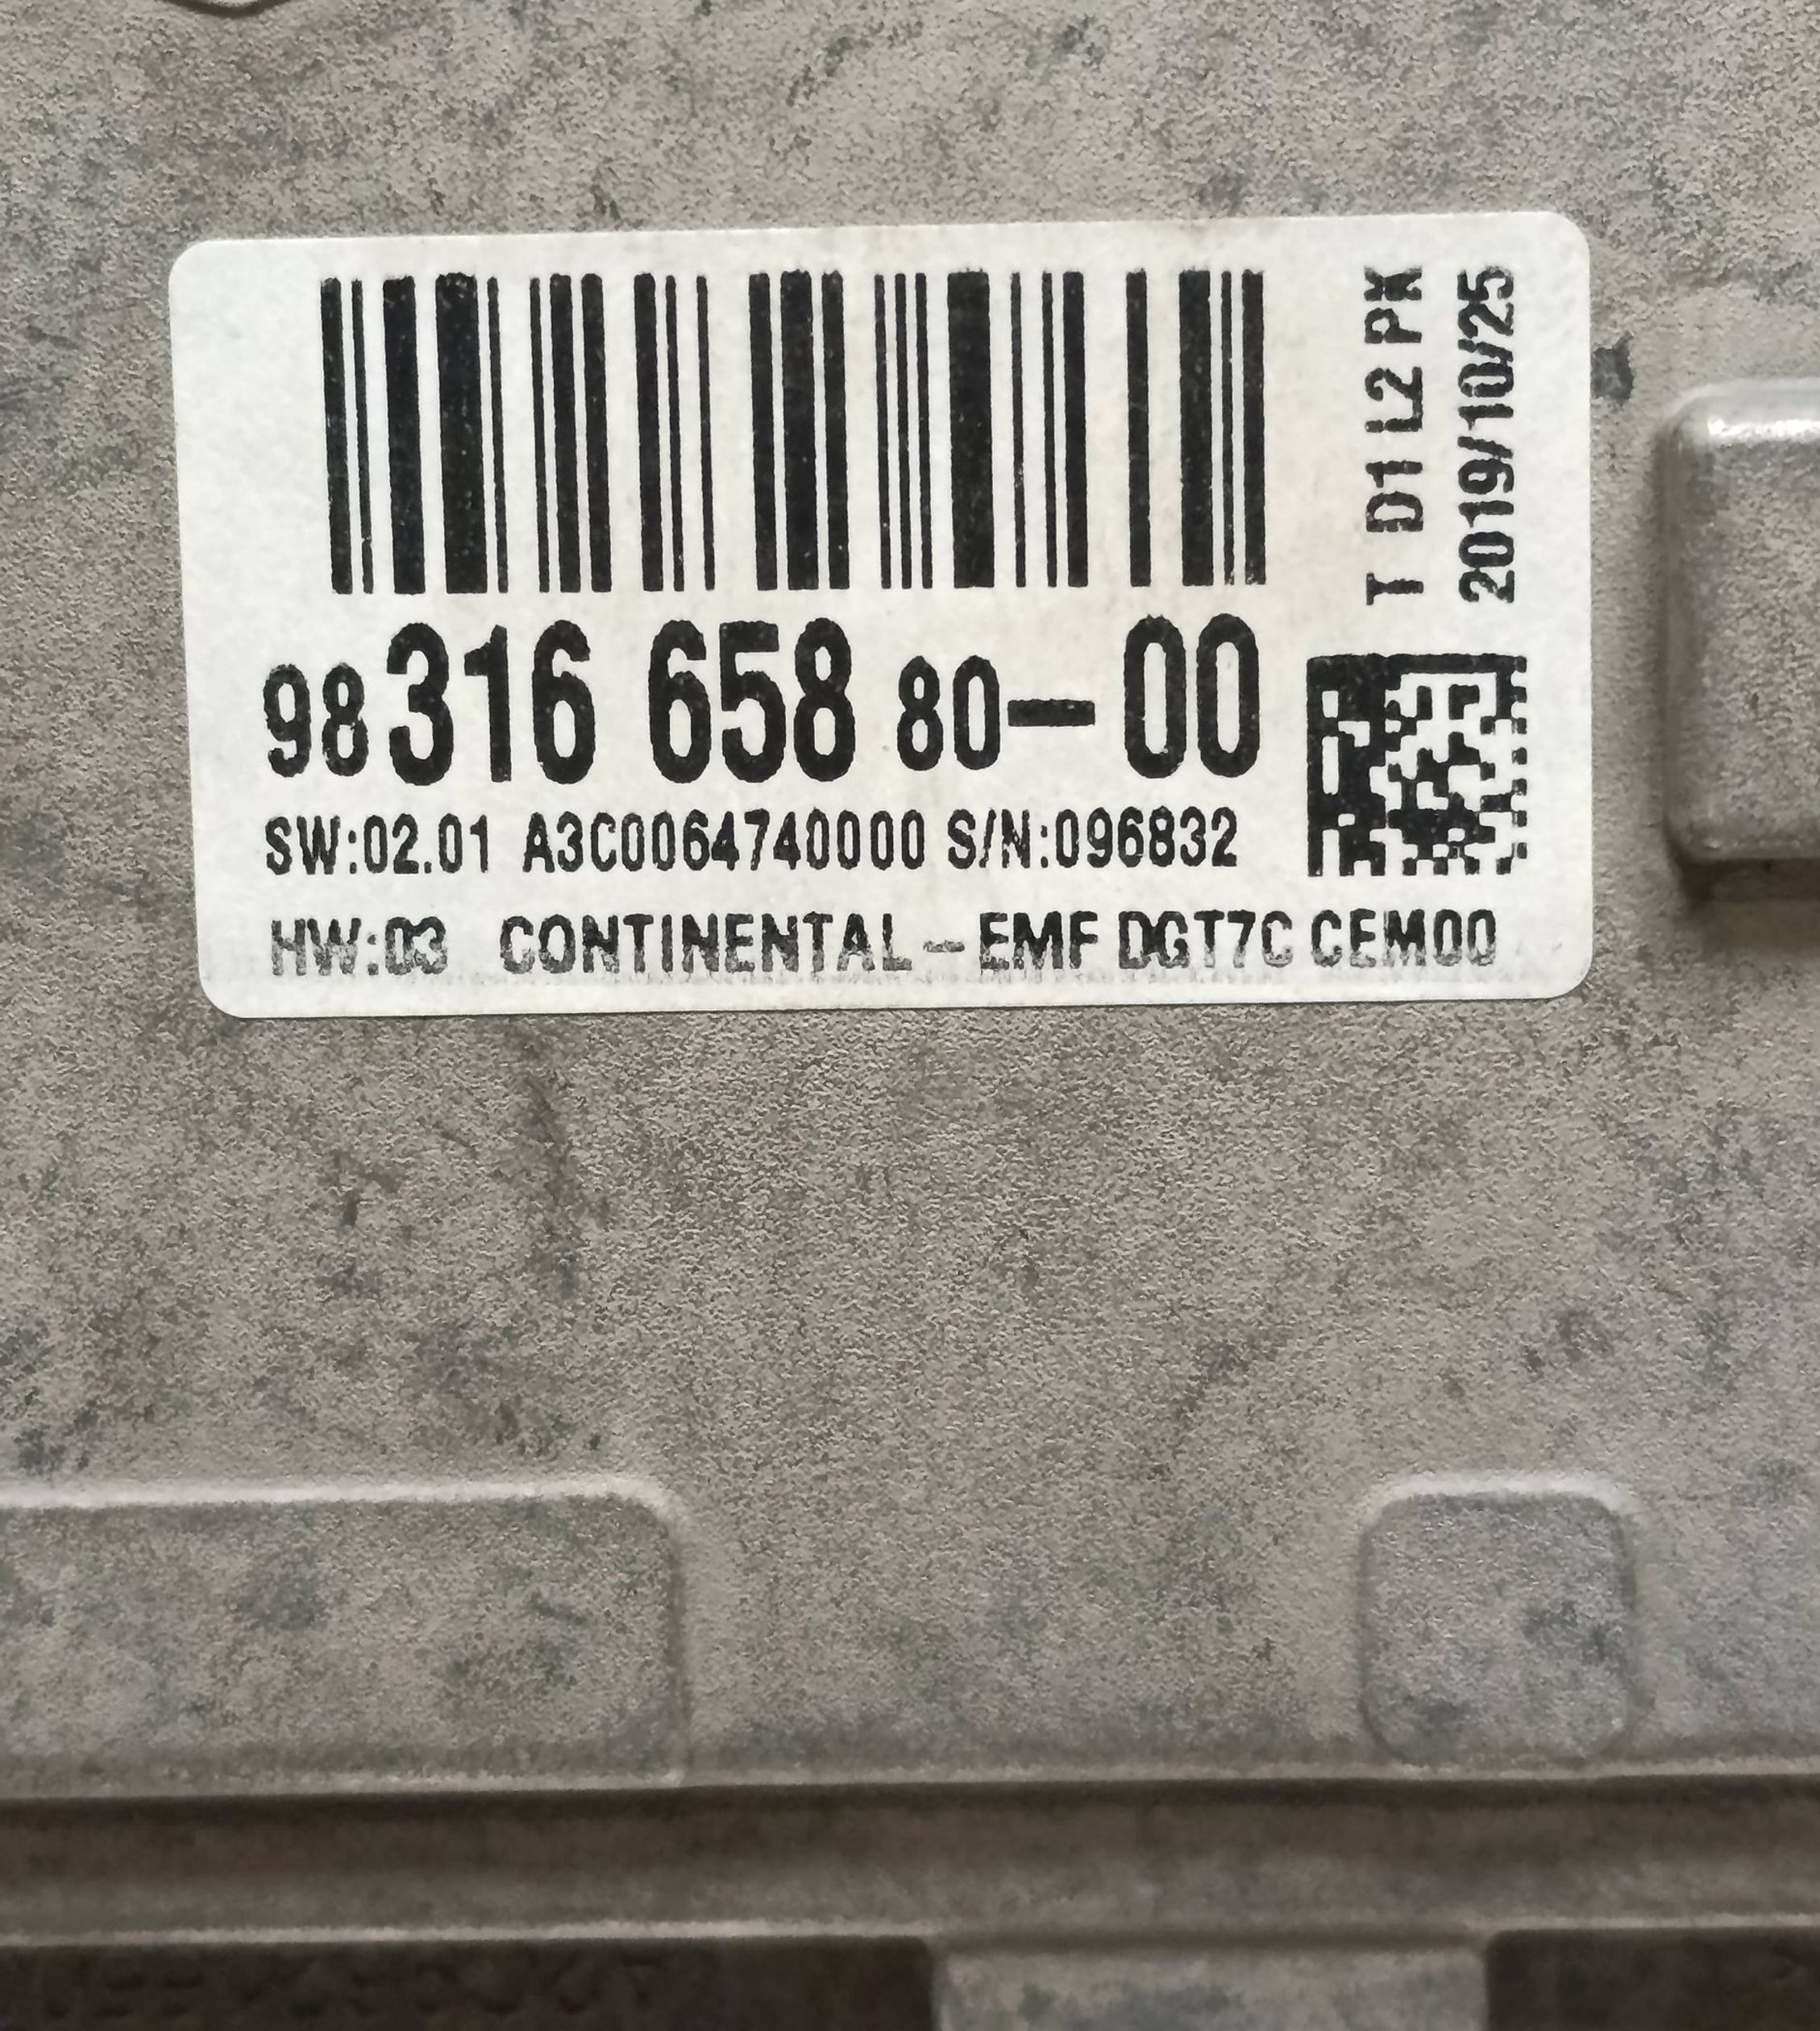 98 316 658 80-00
SW:02.01 A3C0064740000 S/N:096832
HW:03 CONTINENTAL - EMF DGT7C CEM00
T D1 L2 PK
2019/10/25